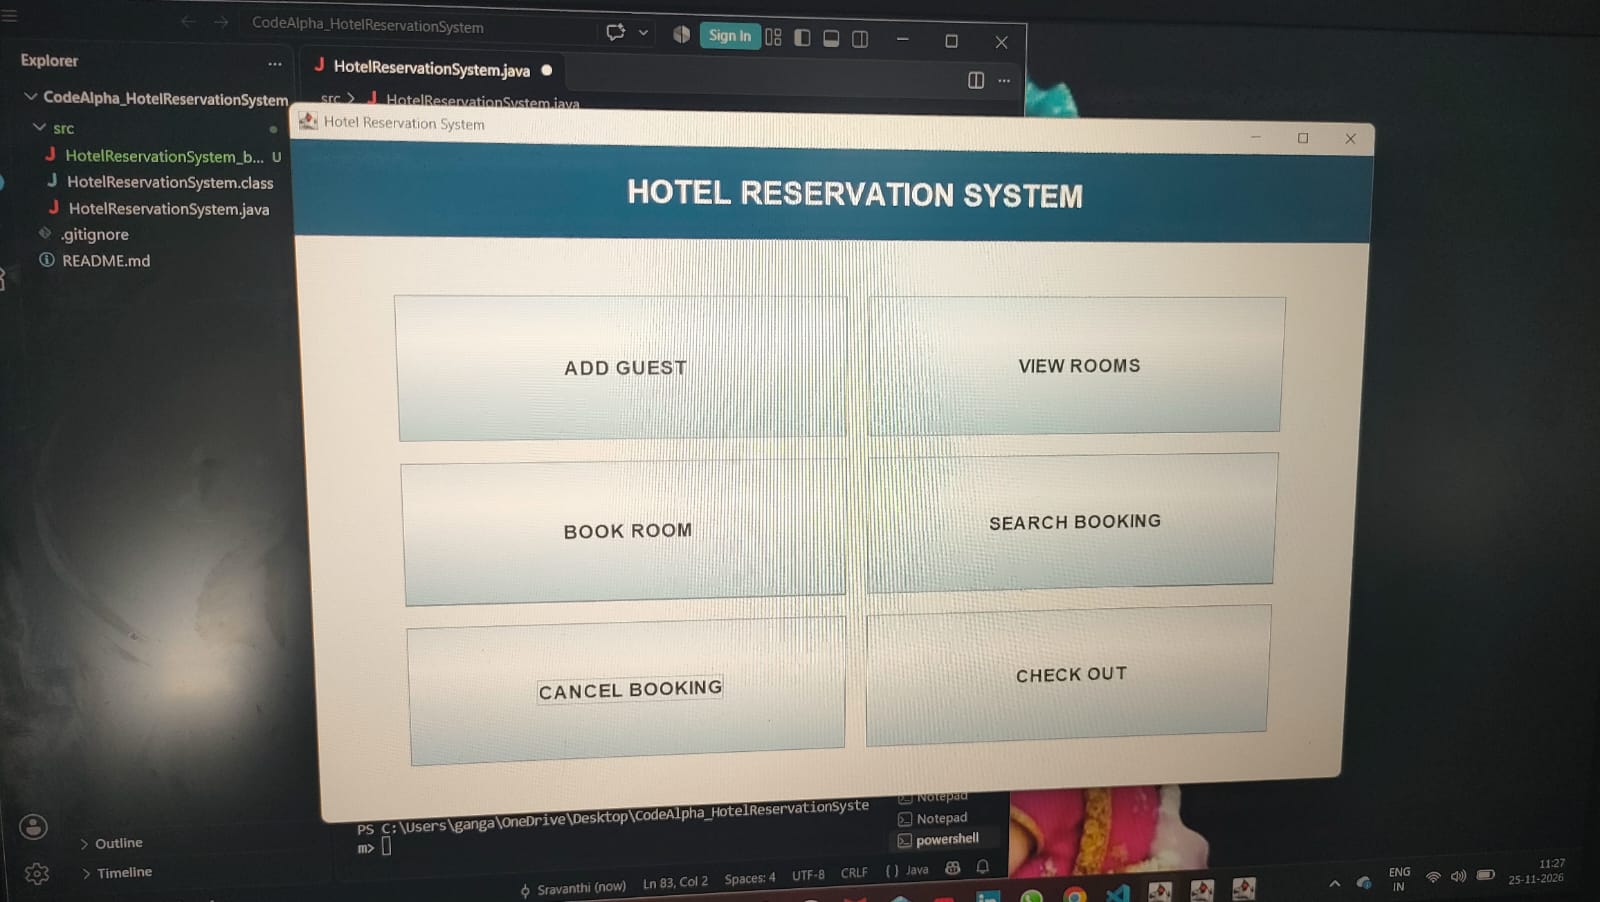 CodeAlpha_HotelReservationSystem
Sign In
Explorer
HotelReservationSystem.java
CodeAlpha_HotelReservationSystem
src > HotelReservationSystem.java
src
HotelReservationSystem_b... U
HotelReservationSystem.class
HotelReservationSystem.java
.gitignore
README.md
Hotel Reservation System
HOTEL RESERVATION SYSTEM
ADD GUEST
VIEW ROOMS
BOOK ROOM
SEARCH BOOKING
CANCEL BOOKING
CHECK OUT
PS C:\Users\ganga\OneDrive\Desktop\CodeAlpha_HotelReservationSyste
m>
Notepad
Notepad
powershell
Outline
Timeline
Sravanthi (now) Ln 83, Col 2 Spaces: 4 UTF-8 CRLF { } Java
ENG
IN
11:27
25-11-2026